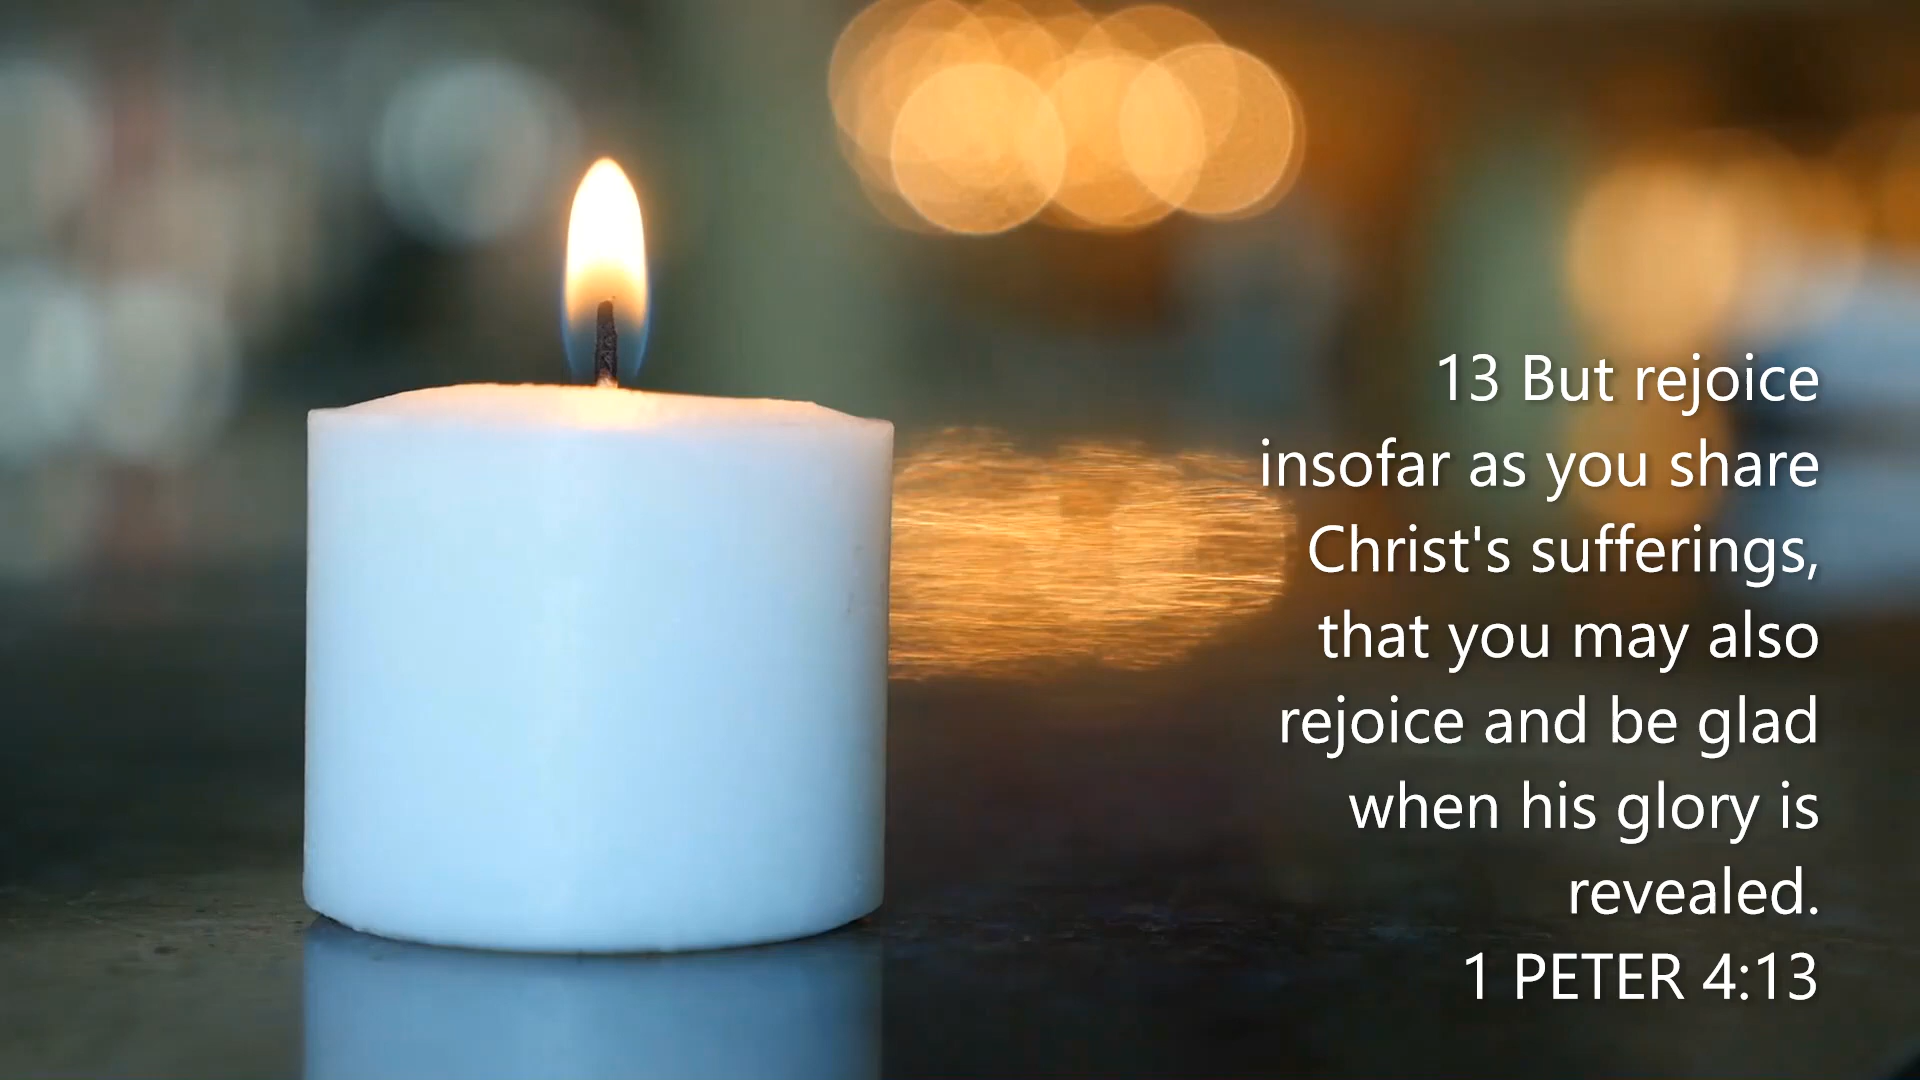 13 But rejoice
insofar as you share
Christ's sufferings,
that you may also
rejoice and be glad
when his glory is
revealed.
1 PETER 4:13